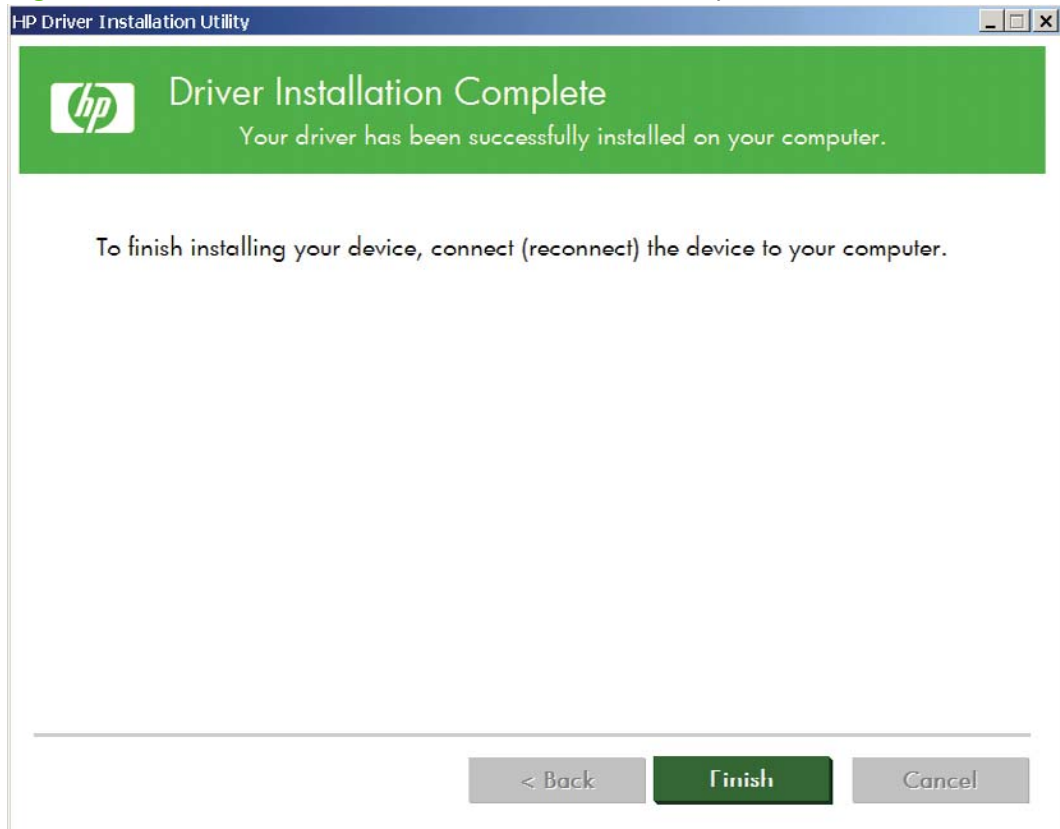 HP Driver Installation Utility
hp
Driver Installation Complete
Your driver has been successfully installed on your computer.
To finish installing your device, connect (reconnect) the device to your computer.
< Back
Finish
Cancel